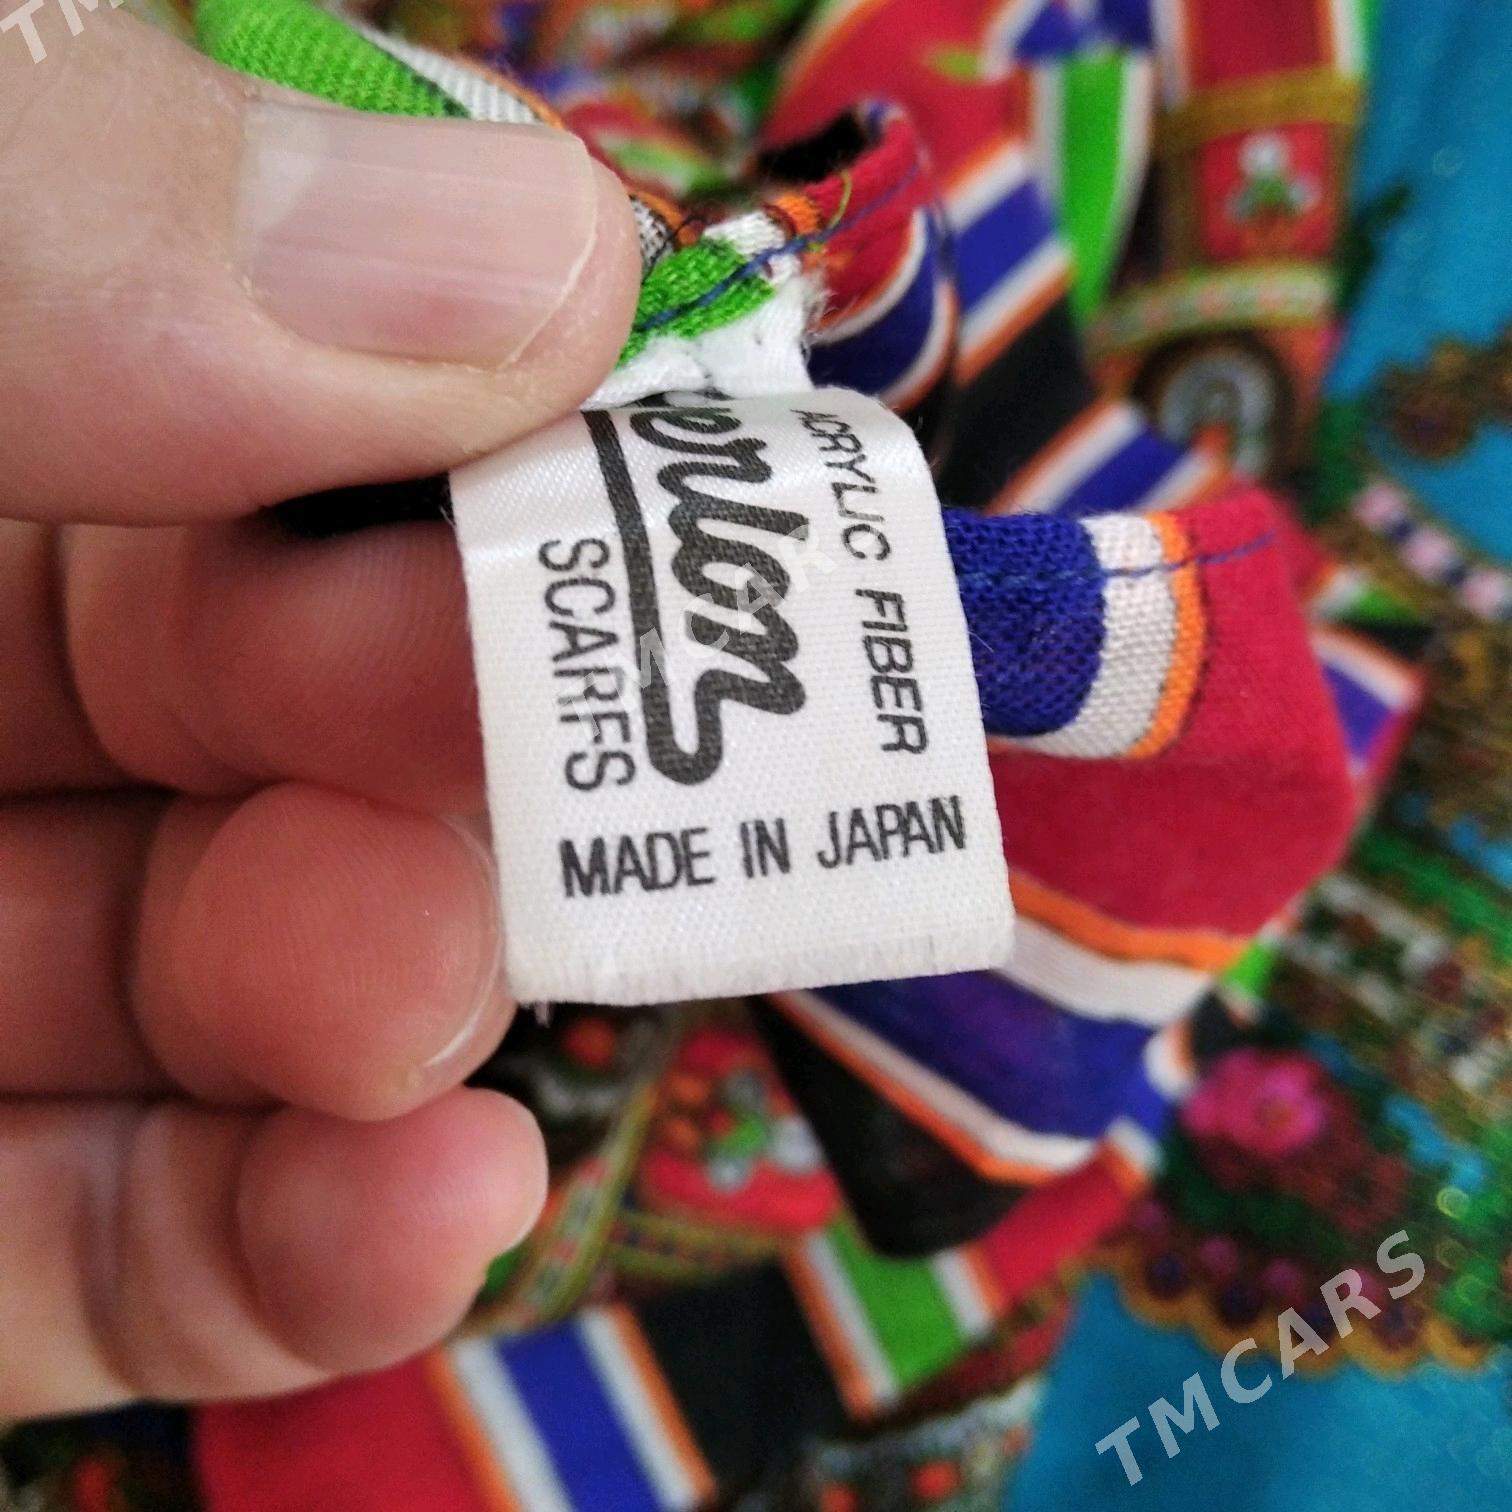 ACRYLIC FIBER
SCARFS
MADE IN JAPAN
TMCARS